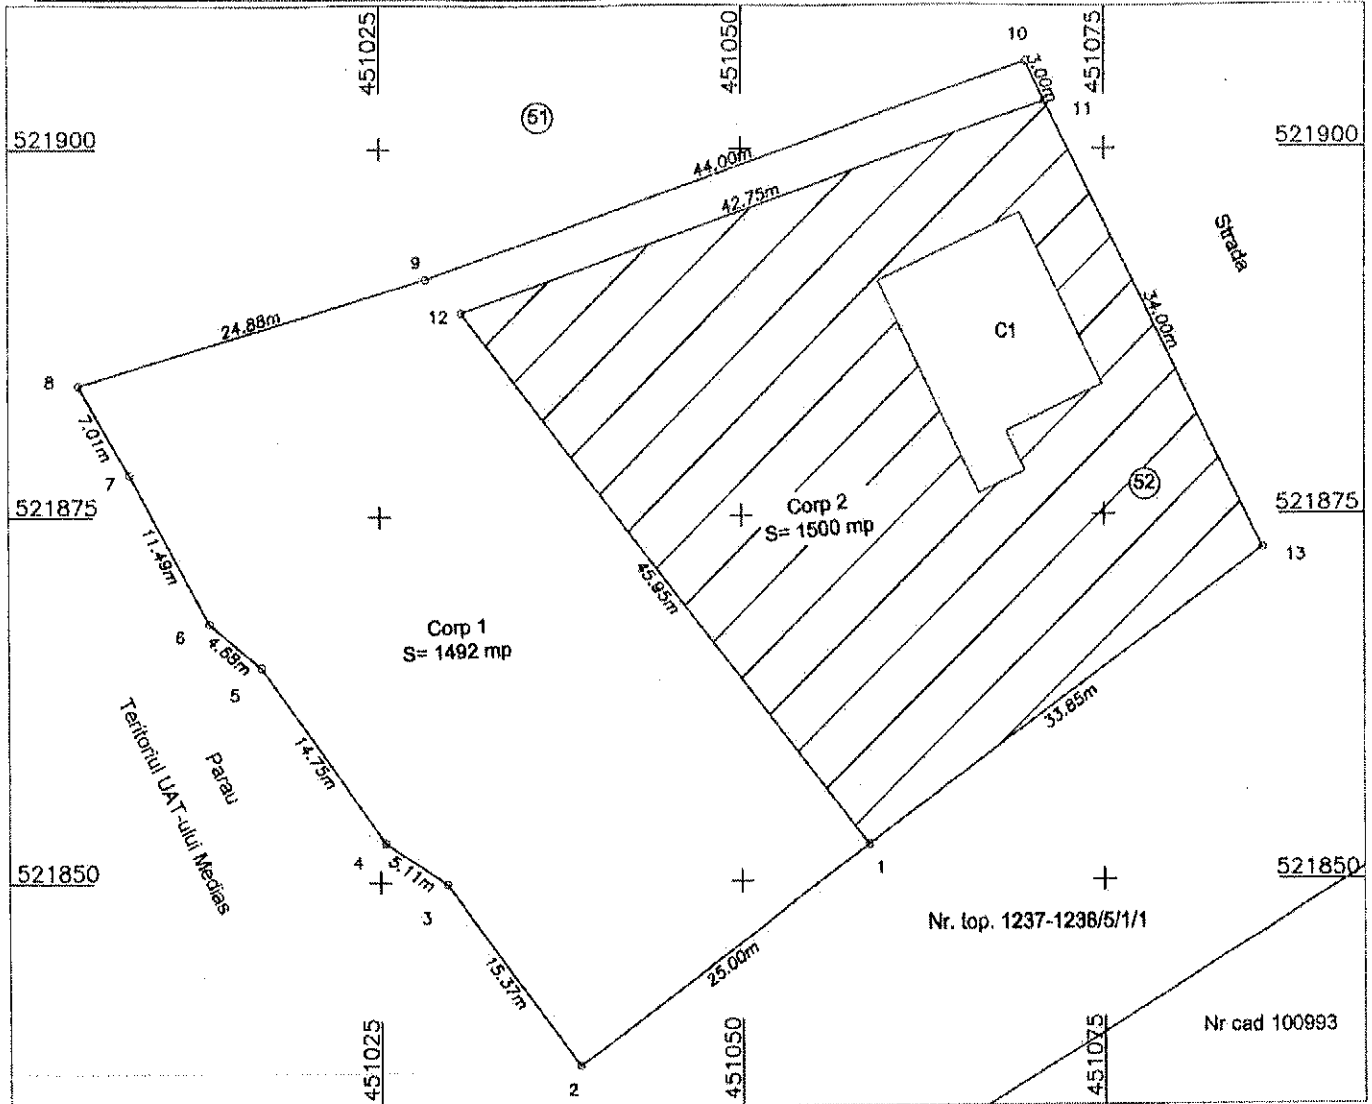 451025
451050
451075
10
3.00m
11
51
521900
521900
44.00m
42.75m
Strada
9
12
24.88m
34.00m
C1
8
7.01m
7
521875
Corp 2
S= 1500 mp
52
521875
13
11.49m
45.95m
6
4.68m
5
Corp 1
S= 1492 mp
33.85m
14.75m
Parau
Teritoriul UAT-ului Medias
4
5.11m
3
1
521850
521850
Nr. top. 1237-1238/5/1/1
15.37m
25.00m
Nr cad 100993
2
451025
451050
451075